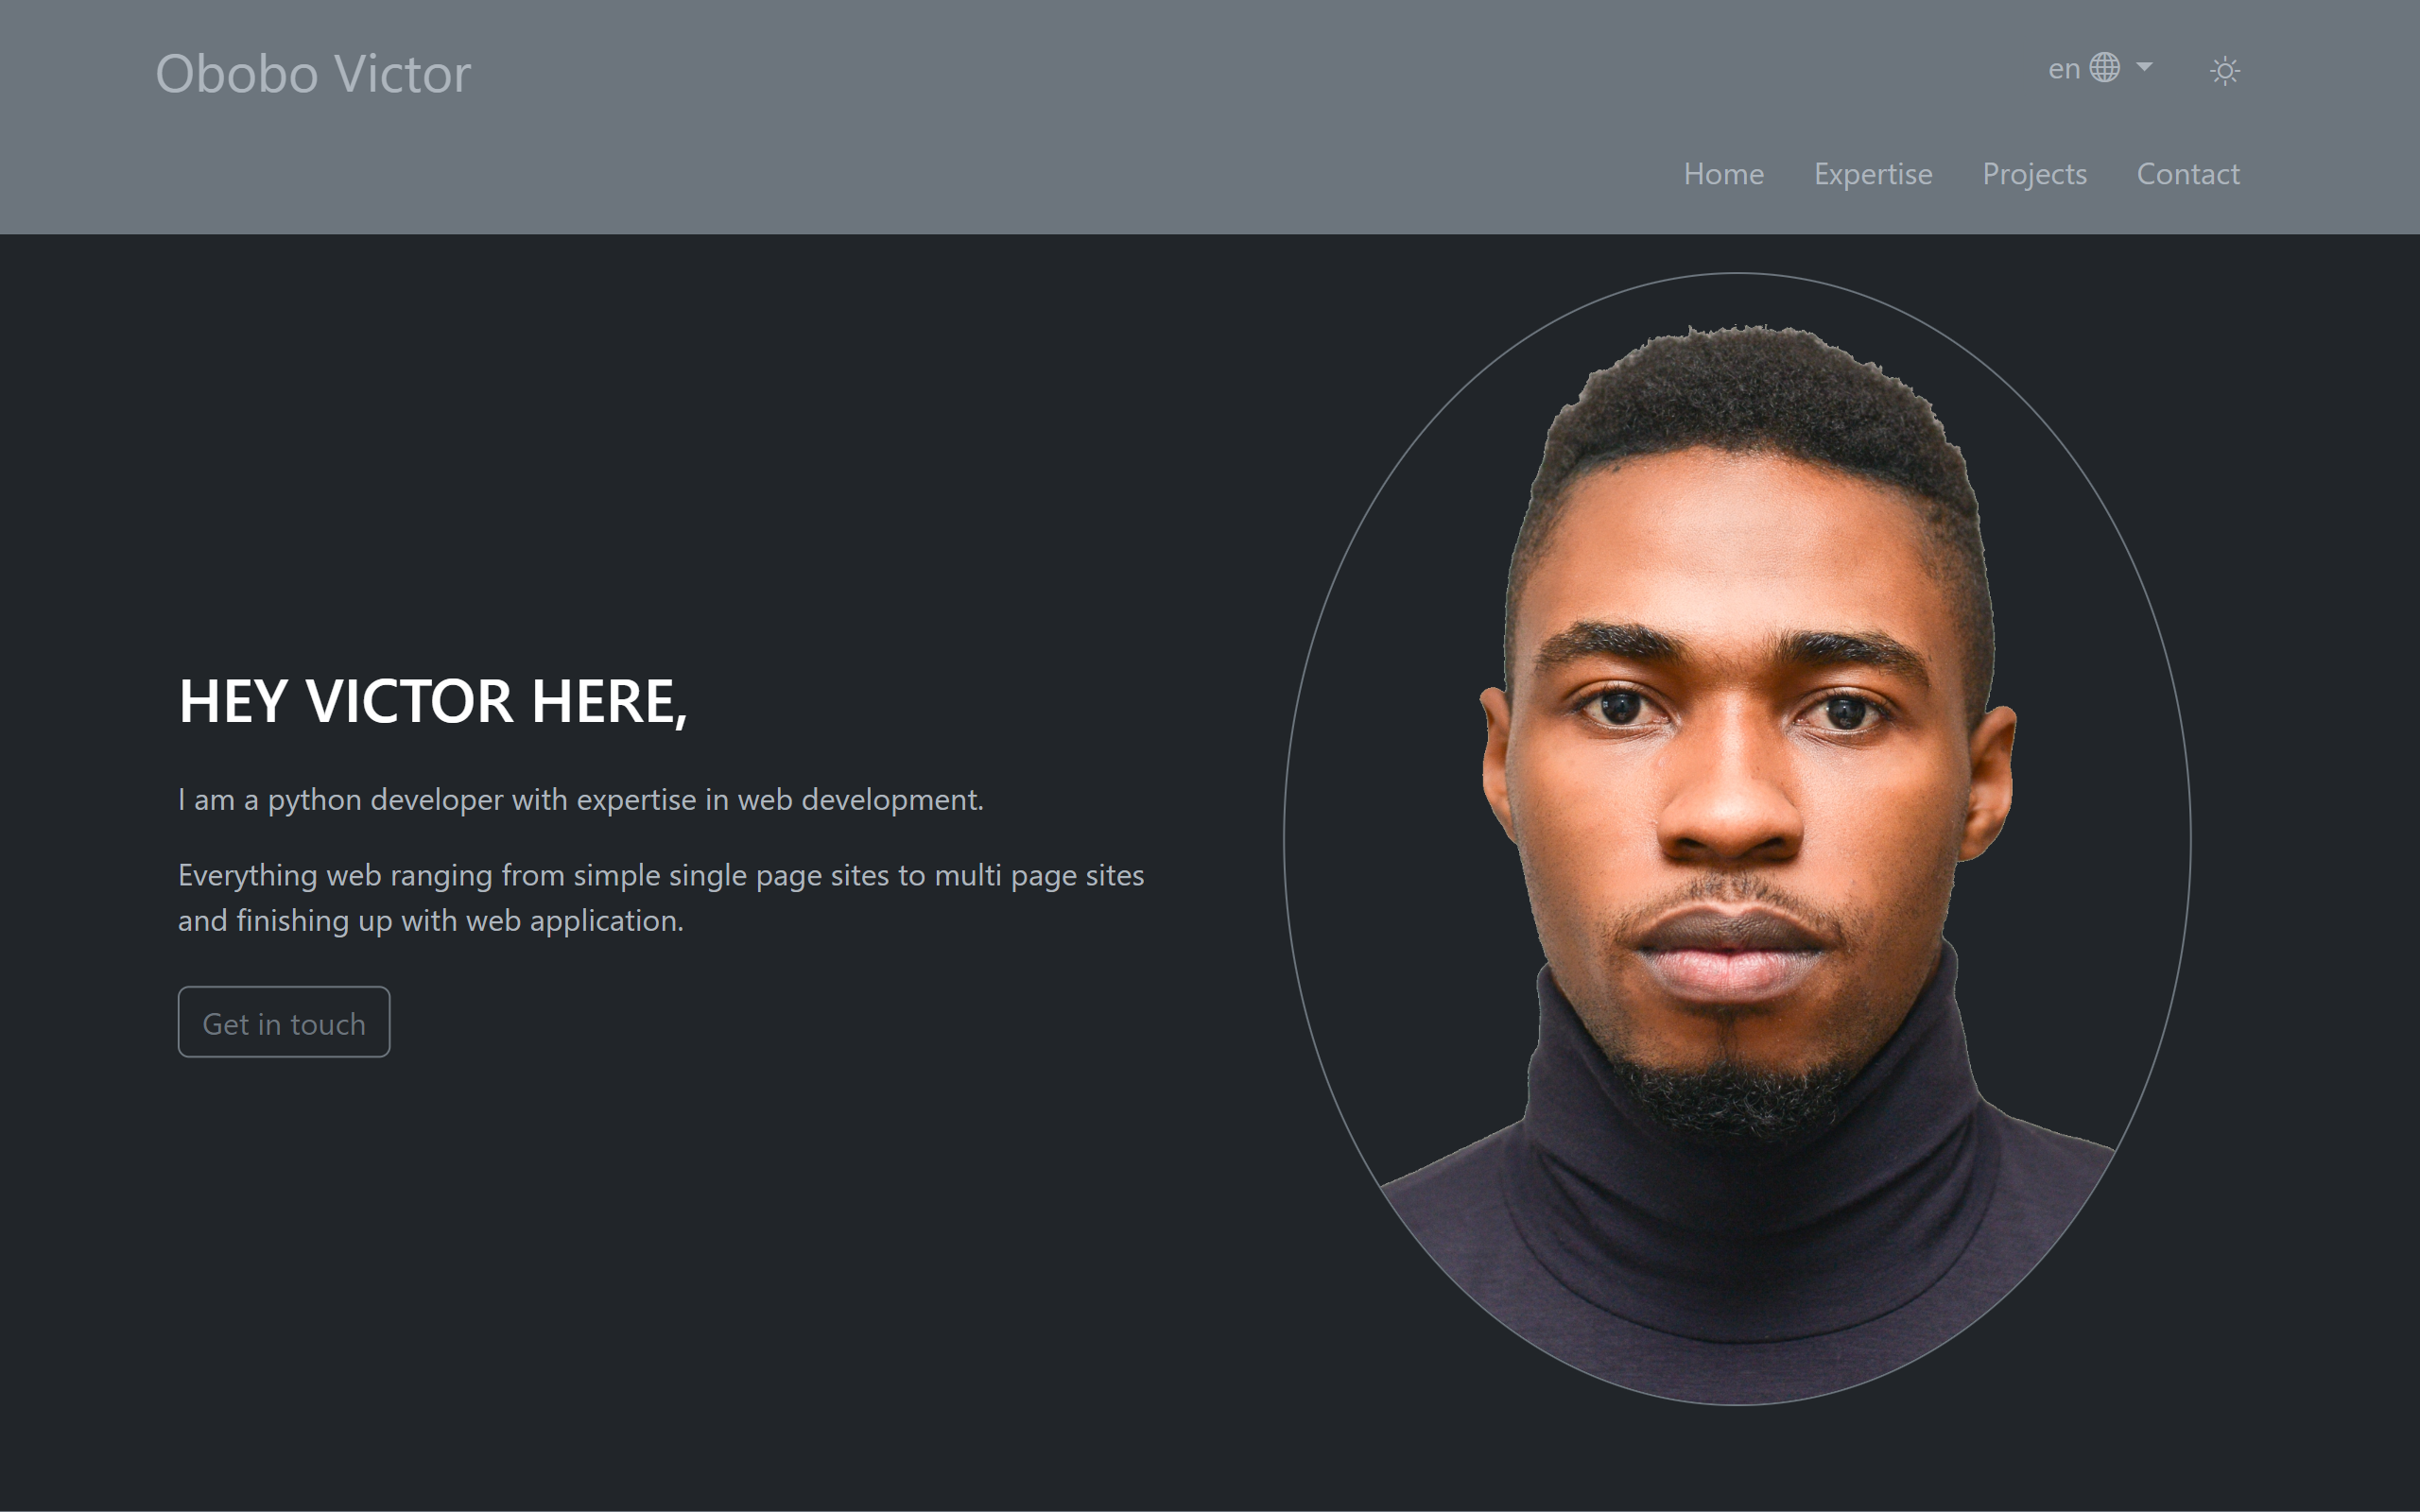 Obobo Victor
en
Home Expertise Projects Contact
HEY VICTOR HERE,
I am a python developer with expertise in web development.
Everything web ranging from simple single page sites to multi page sites
and finishing up with web application.
Get in touch